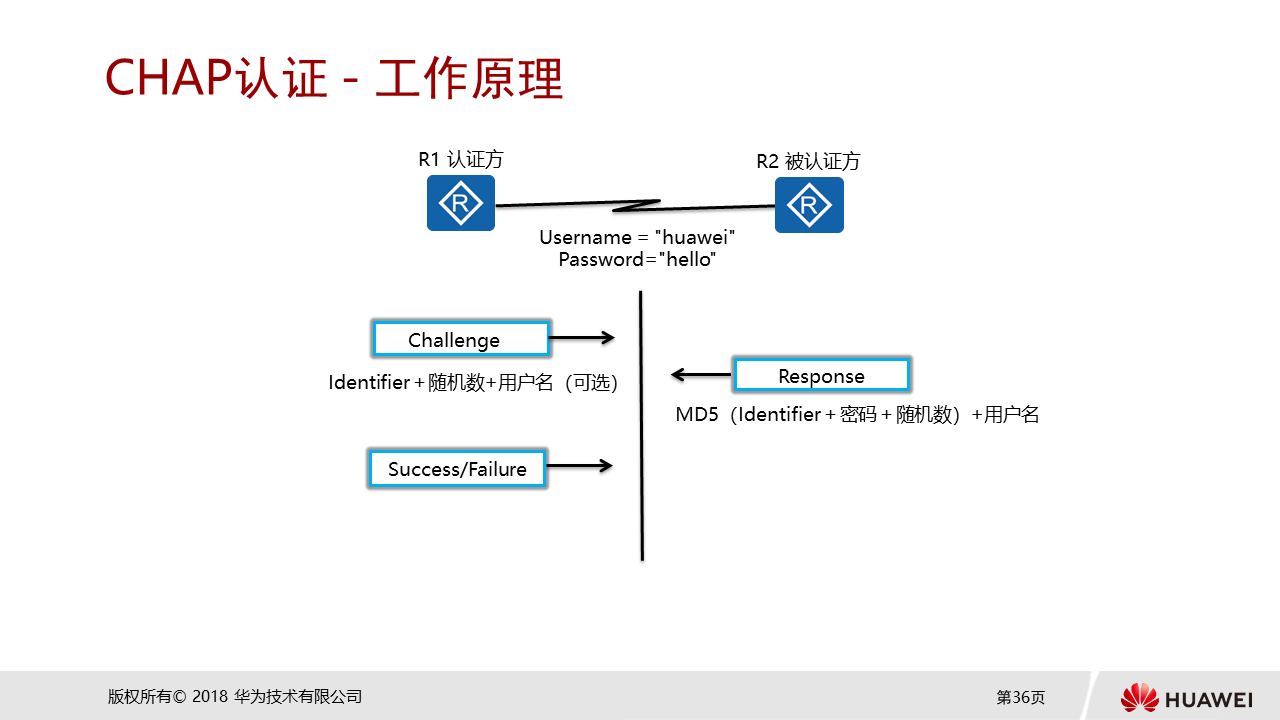 CHAP认证 - 工作原理
R1 认证方
R2 被认证方
R
R
Username = "huawei"
Password="hello"
Challenge
Identifier + 随机数+用户名（可选）
Response
MD5（Identifier + 密码 + 随机数）+用户名
Success/Failure
版权所有© 2018 华为技术有限公司
第36页
HUAWEI